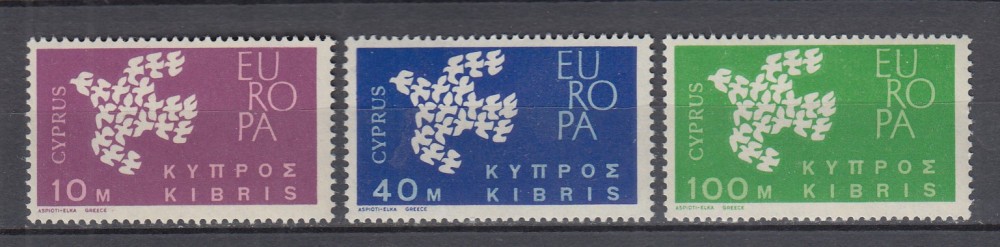 CYPRUS
EU
RO
PA
ΚΥΠΡΟΣ
10 M KIBRIS
ASPIOTI-ELKA GREECE
CYPRUS
EU
RO
PA
ΚΥΠΡΟΣ
40 M KIBRIS
ASPIOTI-ELKA GREECE
CYPRUS
EU
RO
PA
ΚΥΠΡΟΣ
100 M KIBRIS
ASPIOTI-ELKA GREECE